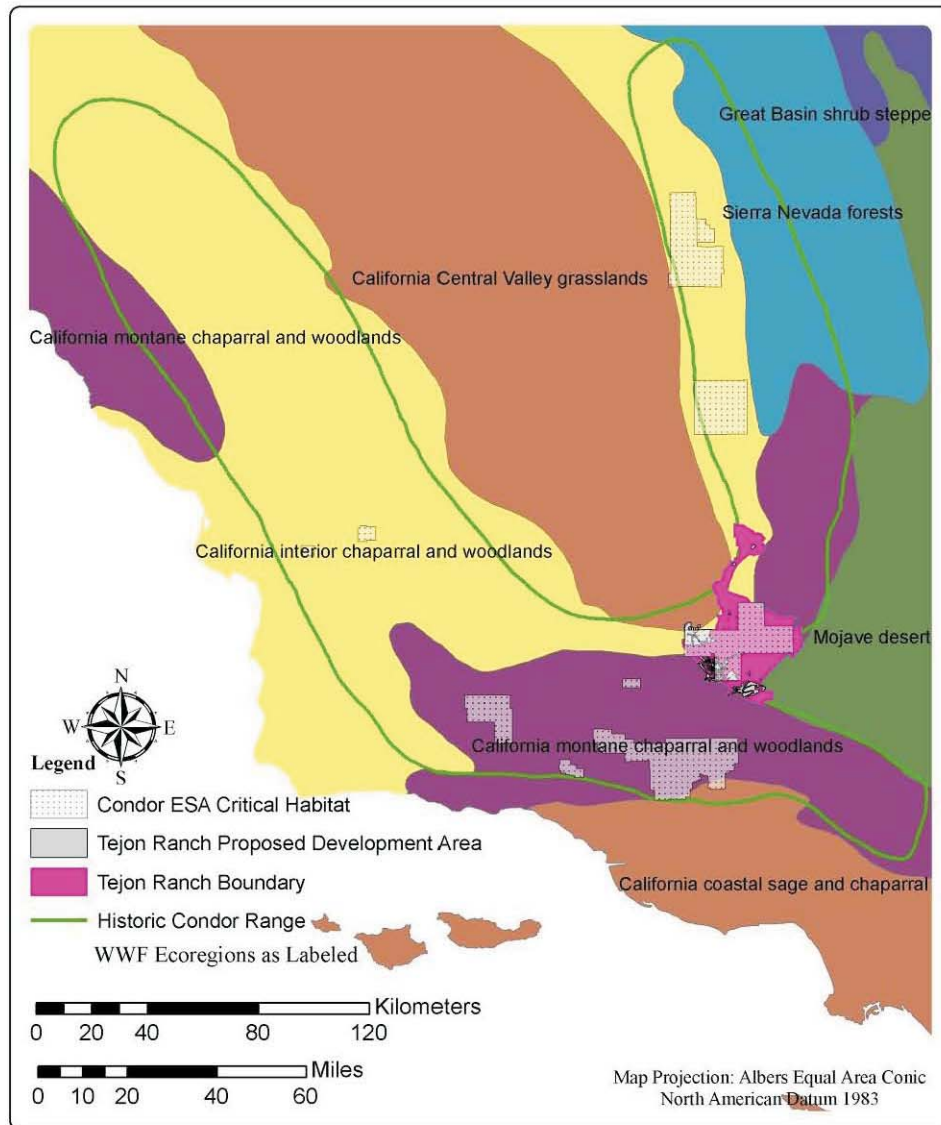 Great Basin shrub steppe
Sierra Nevada forests
California Central Valley grasslands
California montane chaparral and woodlands
California interior chaparral and woodlands
Mojave desert
California montane chaparral and woodlands
California coastal sage and chaparral
N
W E
S
Legend
Condor ESA Critical Habitat
Tejon Ranch Proposed Development Area
Tejon Ranch Boundary
Historic Condor Range
WWF Ecoregions as Labeled
Kilometers
0 20 40 80 120
Miles
0 10 20 40 60
Map Projection: Albers Equal Area Conic
North American Datum 1983